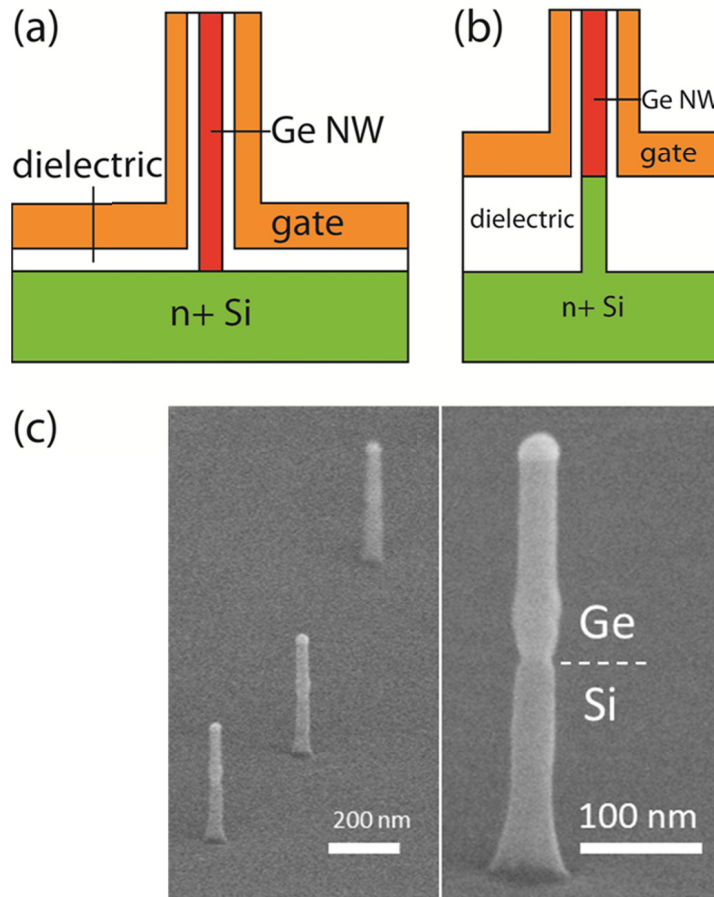 (a)
Ge NW
dielectric
gate
n+ Si
(b)
Ge NW
gate
dielectric
n+ Si
(c)
200 nm
Ge
Si
100 nm